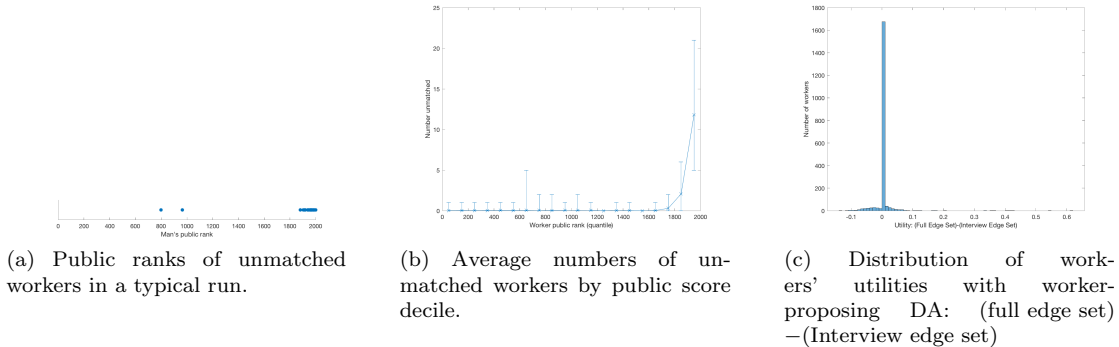 0 200 400 600 800 1000 1200 1400 1600 1800 2000
Man's public rank
(a) Public ranks of unmatched
workers in a typical run.
25
20
15
10
5
0
Number unmatched
0 200 400 600 800 1000 1200 1400 1600 1800 2000
Worker public rank (quantile)
(b) Average numbers of un-
matched workers by public score
decile.
1800
1600
1400
1200
1000
800
600
400
200
0
Number of workers
-0.1 0 0.1 0.2 0.3 0.4 0.5 0.6
Utility: (Full Edge Set)-(Interview Edge Set)
(c) Distribution of work-
ers' utilities with worker-
proposing DA: (full edge set)
−(Interview edge set)